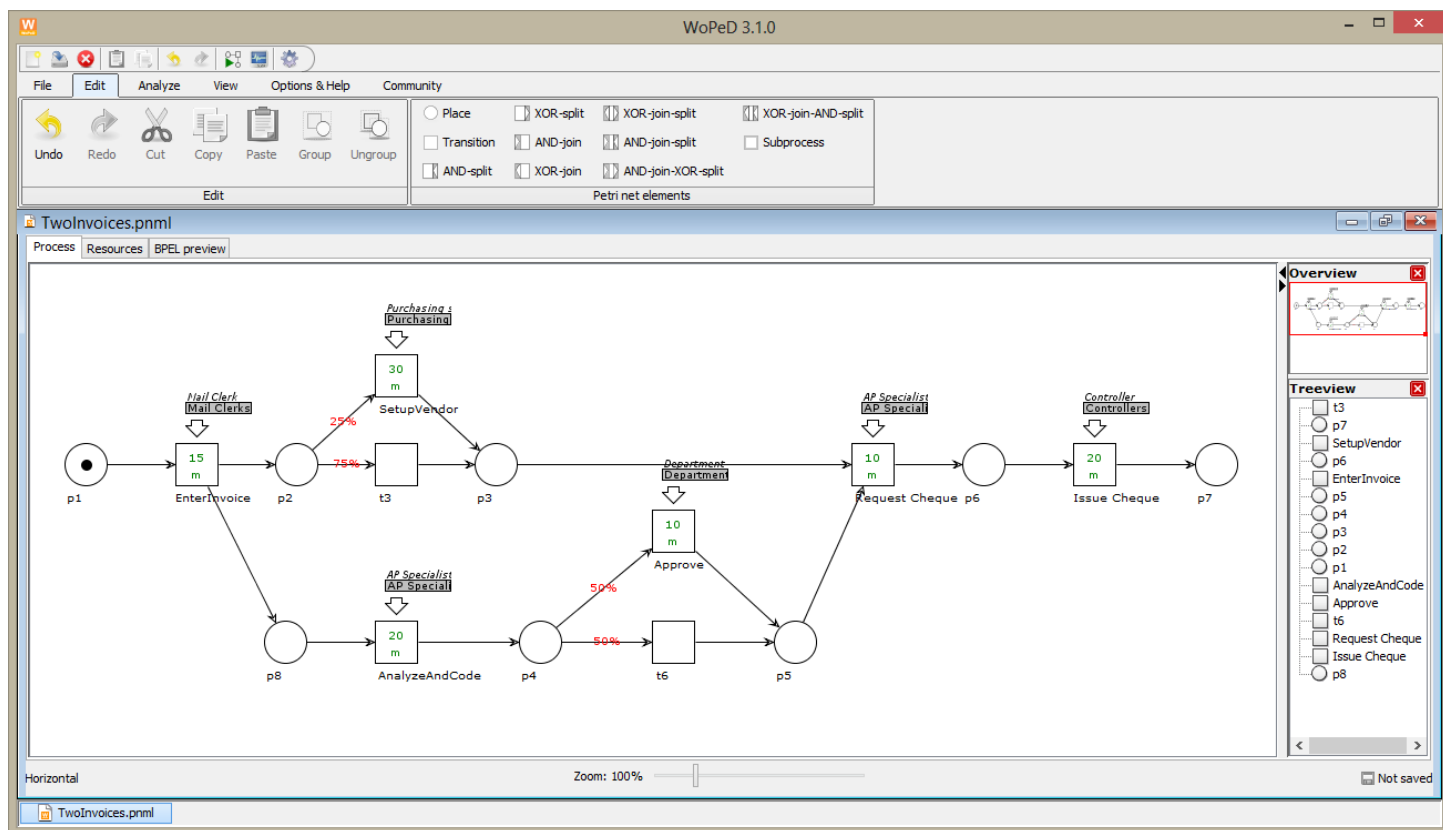 WoPeD 3.1.0
File Edit Analyze View Options & Help Community
Undo Redo Cut Copy Paste Group Ungroup
Edit
Place XOR-split XOR-join-split XOR-join-AND-split
Transition AND-join AND-join-split Subprocess
AND-split XOR-join AND-join-XOR-split
Petri net elements
TwoInvoices.pnml
Process Resources BPEL preview
Purchasing s
Purchasing
30
m
SetupVendor
Mail Clerk
Mail Clerks
15
m
EnterInvoice
p1
p2
25%
75%
t3
p3
Department
Department
10
m
Approve
AP Specialist
AP Speciali
10
m
Request Cheque
p6
Controller
Controllers
20
m
Issue Cheque
p7
AP Specialist
AP Speciali
20
m
AnalyzeAndCode
p8
p4
50%
50%
t6
p5
Overview
Treeview
t3
p7
SetupVendor
p6
EnterInvoice
p5
p4
p3
p2
p1
AnalyzeAndCode
Approve
t6
Request Cheque
Issue Cheque
p8
Horizontal
Zoom: 100%
Not saved
TwoInvoices.pnml